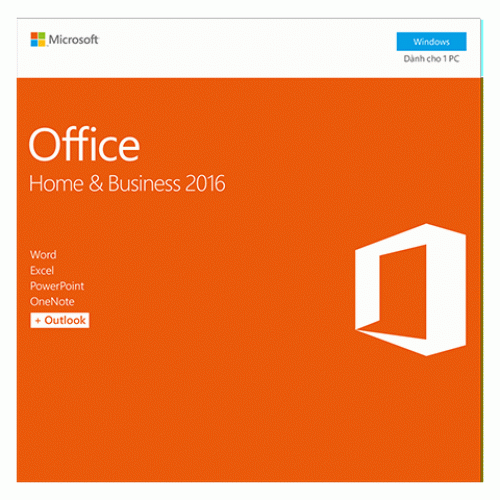 Microsoft
Windows
Dành cho 1 PC
Office
Home & Business 2016
Word
Excel
PowerPoint
OneNote
+ Outlook